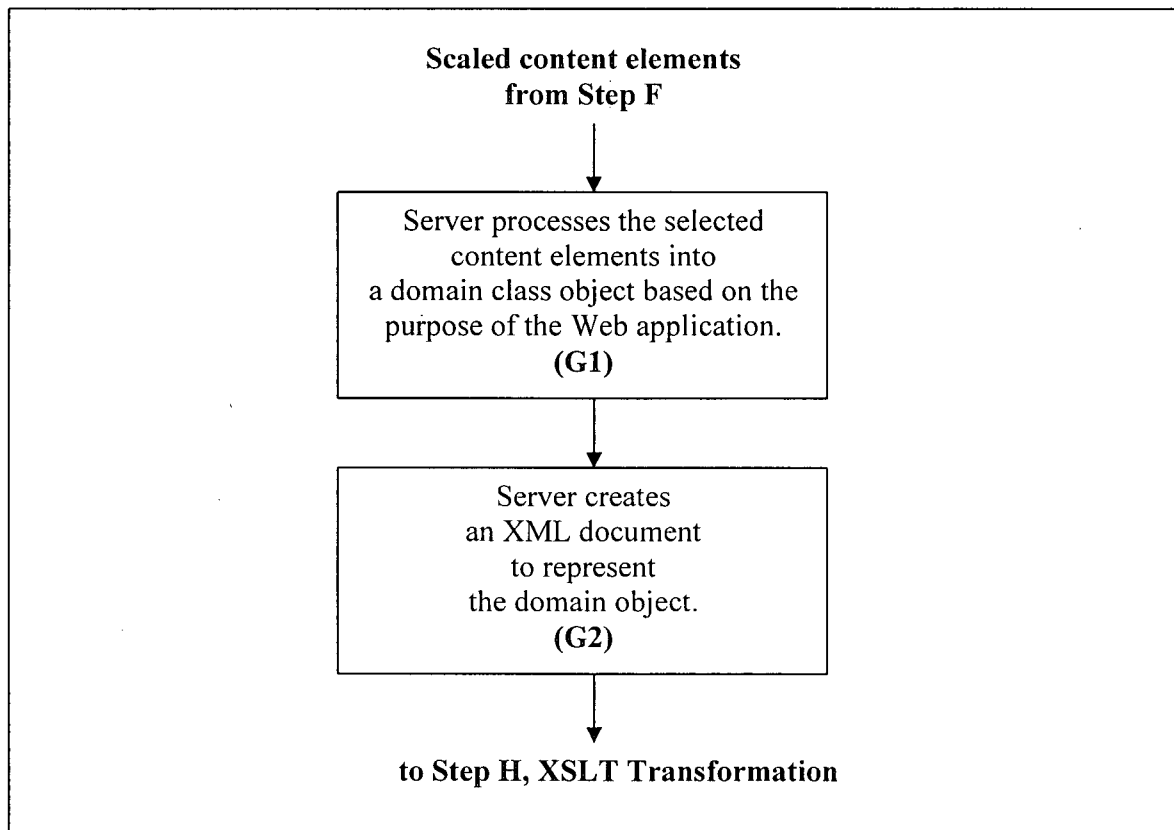 Scaled content elements
from Step F
Server processes the selected
content elements into
a domain class object based on the
purpose of the Web application.
(G1)
Server creates
an XML document
to represent
the domain object.
(G2)
to Step H, XSLT Transformation